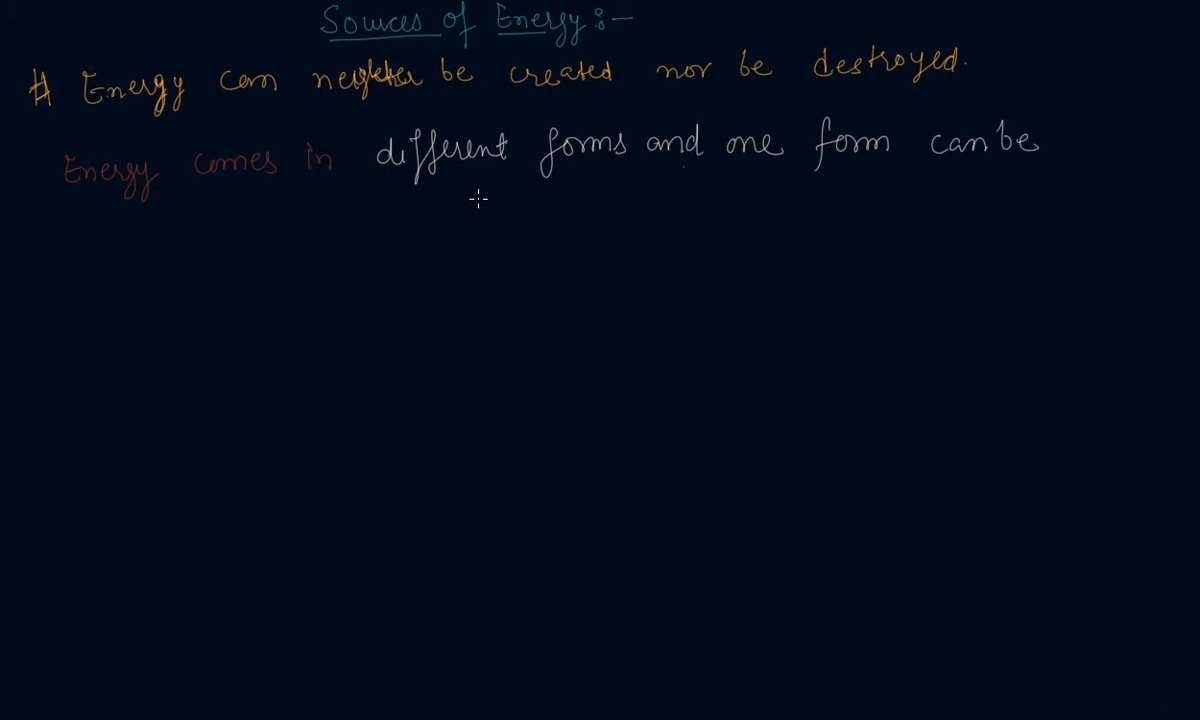 Sources of Energy:-
# Energy can neither be created nor be destroyed.
Energy comes in different forms and one form can be